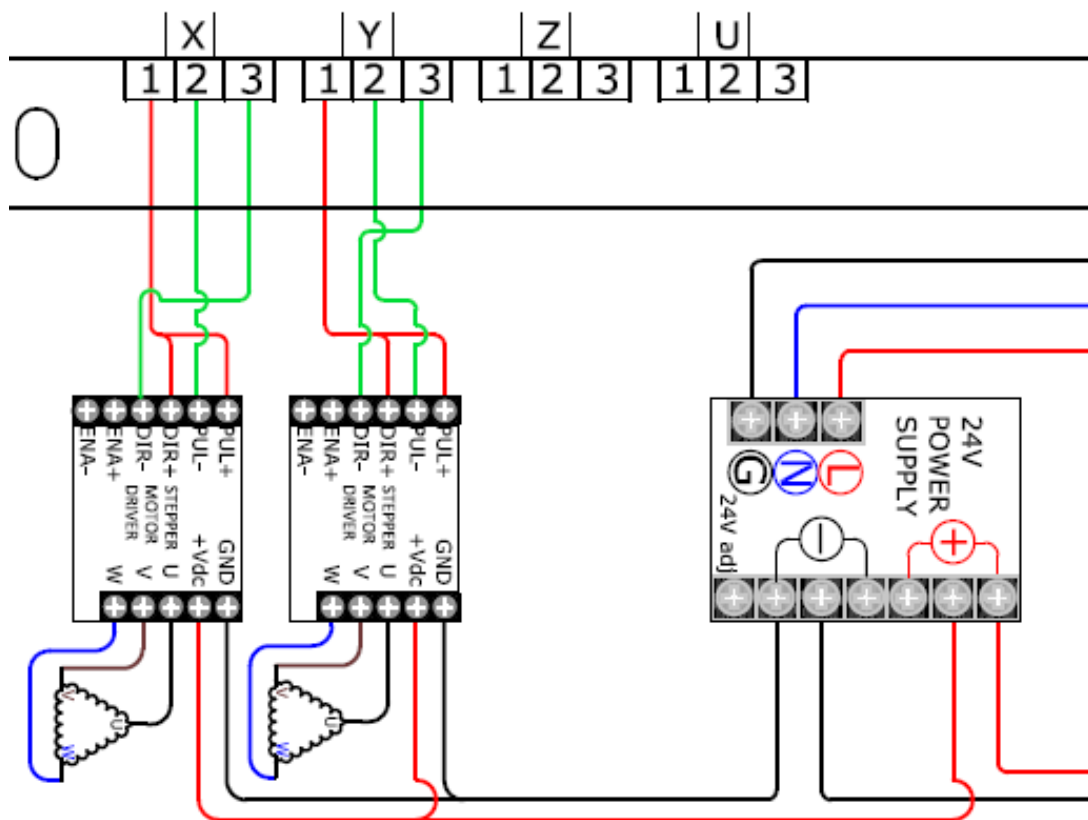 X Y Z U
1 2 3 1 2 3 1 2 3 1 2 3
ENA-
ENA+
DIR-
DIR+
PUL-
PUL+
STEPPER
MOTOR
DRIVER
W
V
U
+Vdc
GND
V
U
W
ENA-
ENA+
DIR-
DIR+
PUL-
PUL+
STEPPER
MOTOR
DRIVER
W
V
U
+Vdc
GND
V
U
W
G N L
24V
POWER
SUPPLY
24V adj
− +